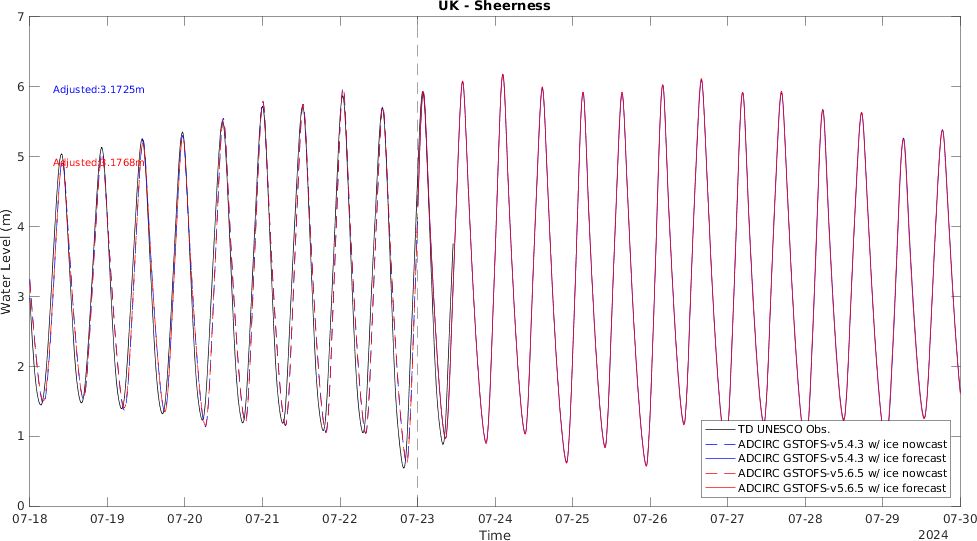 UK - Sheerness
7
6
5
4
3
2
1
0
Water Level (m)
Adjusted:3.1725m
Adjusted:3.1768m
TD UNESCO Obs.
ADCIRC GSTOFS-v5.4.3 w/ ice nowcast
ADCIRC GSTOFS-v5.4.3 w/ ice forecast
ADCIRC GSTOFS-v5.6.5 w/ ice nowcast
ADCIRC GSTOFS-v5.6.5 w/ ice forecast
07-18 07-19 07-20 07-21 07-22 07-23 07-24 07-25 07-26 07-27 07-28 07-29 07-30
Time
2024